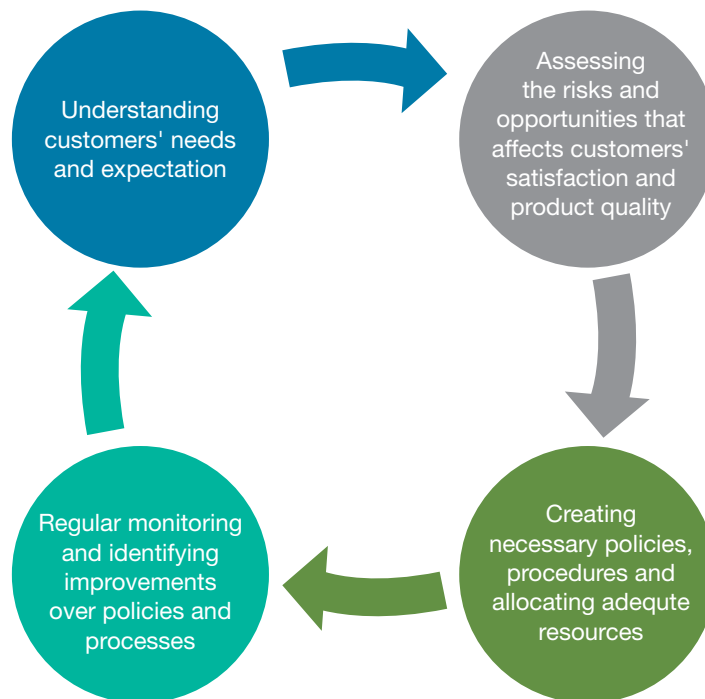 Understanding
customers' needs
and expectation
Assessing
the risks and
opportunities that
affects customers'
satisfaction and
product quality
Creating
necessary policies,
procedures and
allocating adequte
resources
Regular monitoring
and identifying
improvements
over policies and
processes